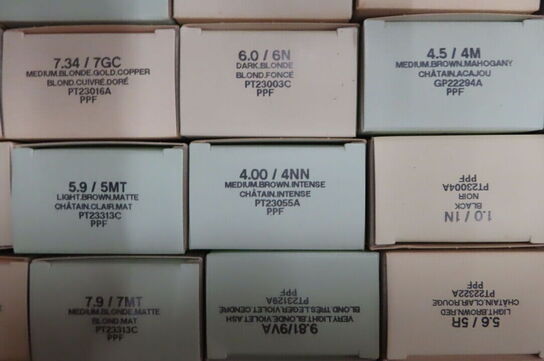 7.34 / 7GC
MEDIUM.BLONDE.GOLD.COPPER
BLOND.CUIVRÉ.DORÉ
PT23016A
PPF
6.0 / 6N
DARK.BLONDE
BLOND.FONCÉ
PT23003C
PPF
4.5 / 4M
MEDIUM.BROWN.MAHOGANY
CHÂTAIN.ACAJOU
GP22294A
PPF
5.9 / 5MT
LIGHT.BROWN.MATTE
CHÂTAIN.CLAIR.MAT
PT23313C
PPF
4.00 / 4NN
MEDIUM.BROWN.INTENSE
CHÂTAIN.INTENSE
PT23055A
PPF
1.0 / 1N
BLACK
NOIR
PT23004A
PPF
7.9 / 7MT
MEDIUM.BLONDE.MATTE
BLOND.MAT
PT23313C
PPF
9.81/9VA
VERY.LIGHT.BLONDE.VIOLET.ASH
BLOND.TRÈS.LEGER.VIOLET.CENDRÉ
PT23129A
PPF
5.6 / 5R
LIGHT.BROWN.RED
CHÂTAIN.CLAIR.ROUGE
PT22322A
PPF